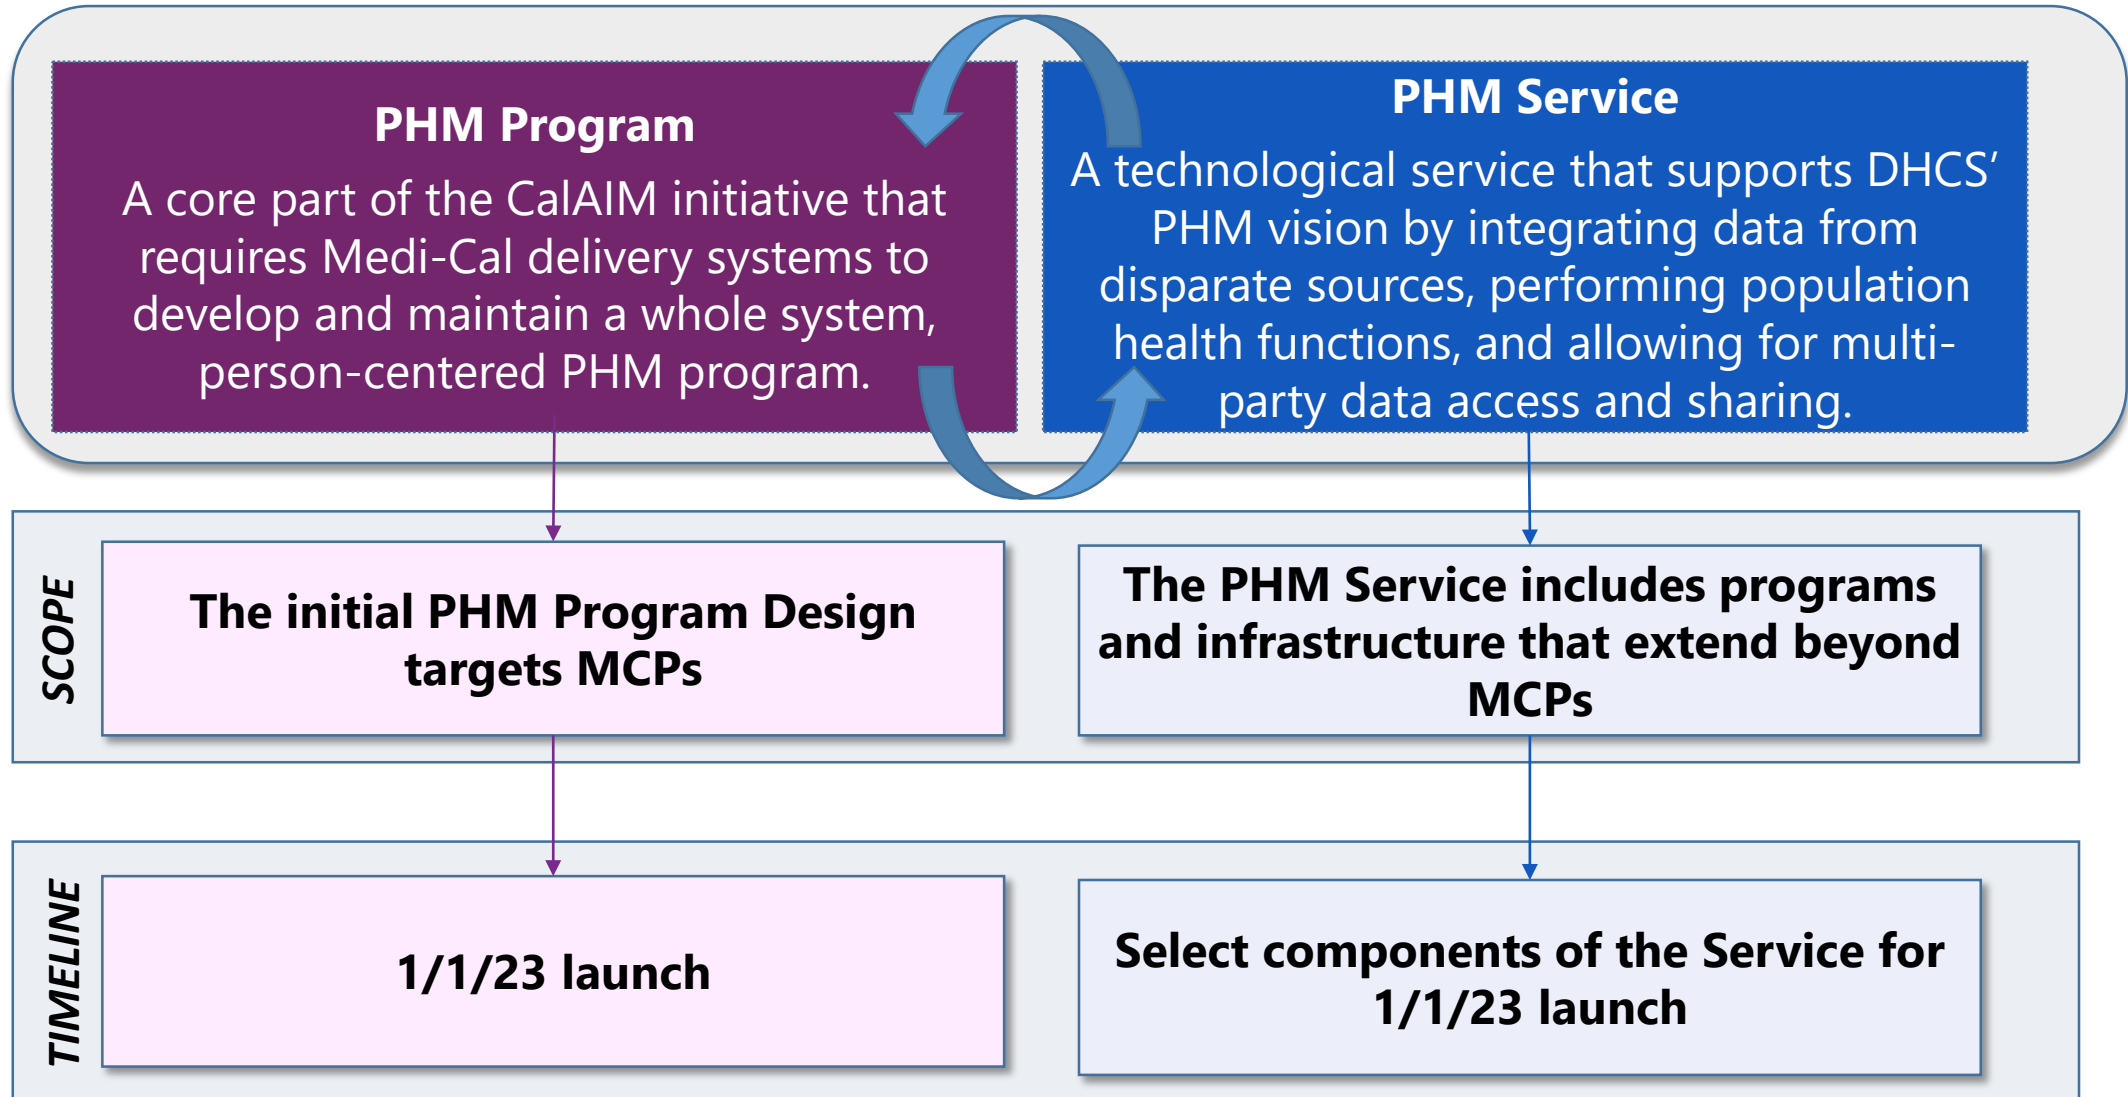 PHM Program
A core part of the CalAIM initiative that
requires Medi-Cal delivery systems to
develop and maintain a whole system,
person-centered PHM program.
PHM Service
A technological service that supports DHCS’
PHM vision by integrating data from
disparate sources, performing population
health functions, and allowing for multi-
party data access and sharing.
SCOPE
The initial PHM Program Design
targets MCPs
The PHM Service includes programs
and infrastructure that extend beyond
MCPs
TIMELINE
1/1/23 launch
Select components of the Service for
1/1/23 launch